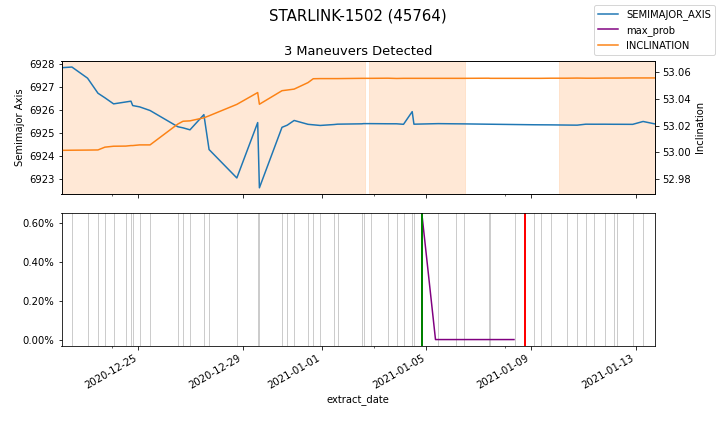 STARLINK-1502 (45764)
SEMIMAJOR_AXIS
max_prob
INCLINATION
3 Maneuvers Detected
6928
6927
6926
6925
6924
6923
Semimajor Axis
53.06
53.04
53.02
53.00
52.98
Inclination
0.60%
0.40%
0.20%
0.00%
2020-12-25
2020-12-29
2021-01-01
2021-01-05
2021-01-09
2021-01-13
extract_date